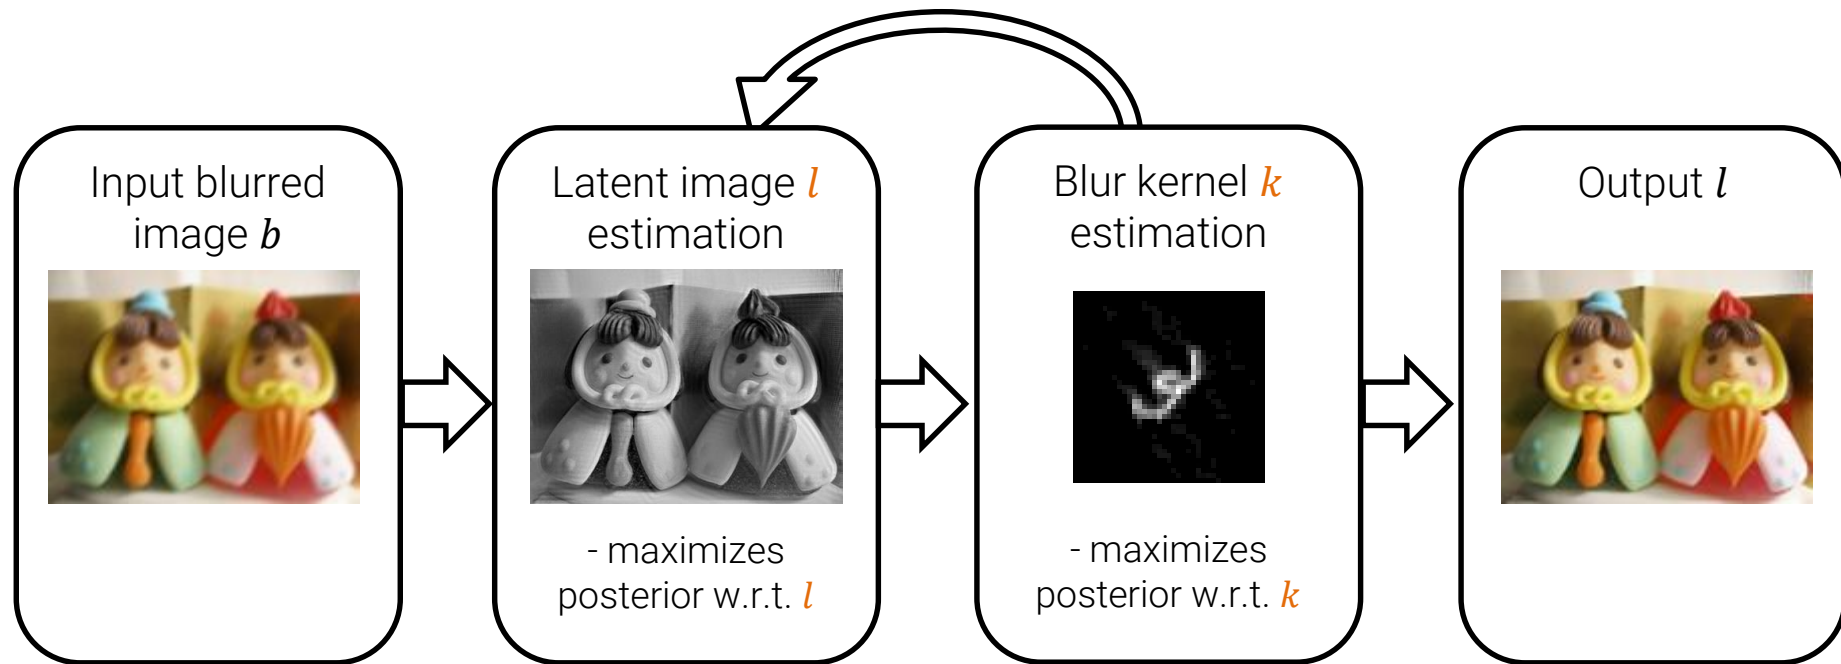 Input blurred
image b
Latent image l
estimation
- maximizes
posterior w.r.t. l
Blur kernel k
estimation
- maximizes
posterior w.r.t. k
Output l